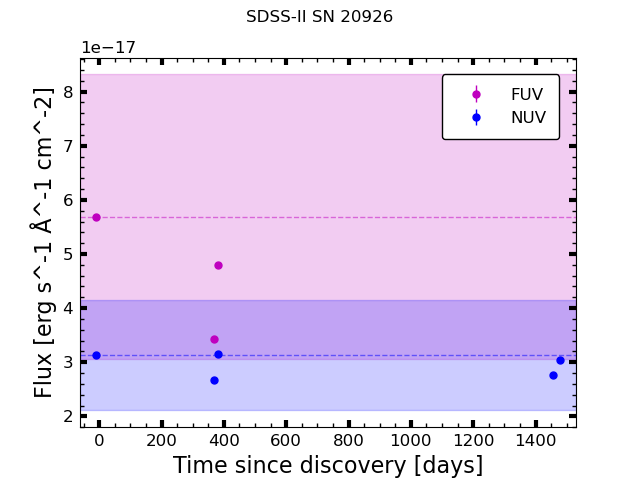 SDSS-II SN 20926
1e−17
FUV
NUV
8
7
6
5
4
3
2
Flux [erg s^-1 Å^-1 cm^-2]
0 200 400 600 800 1000 1200 1400
Time since discovery [days]